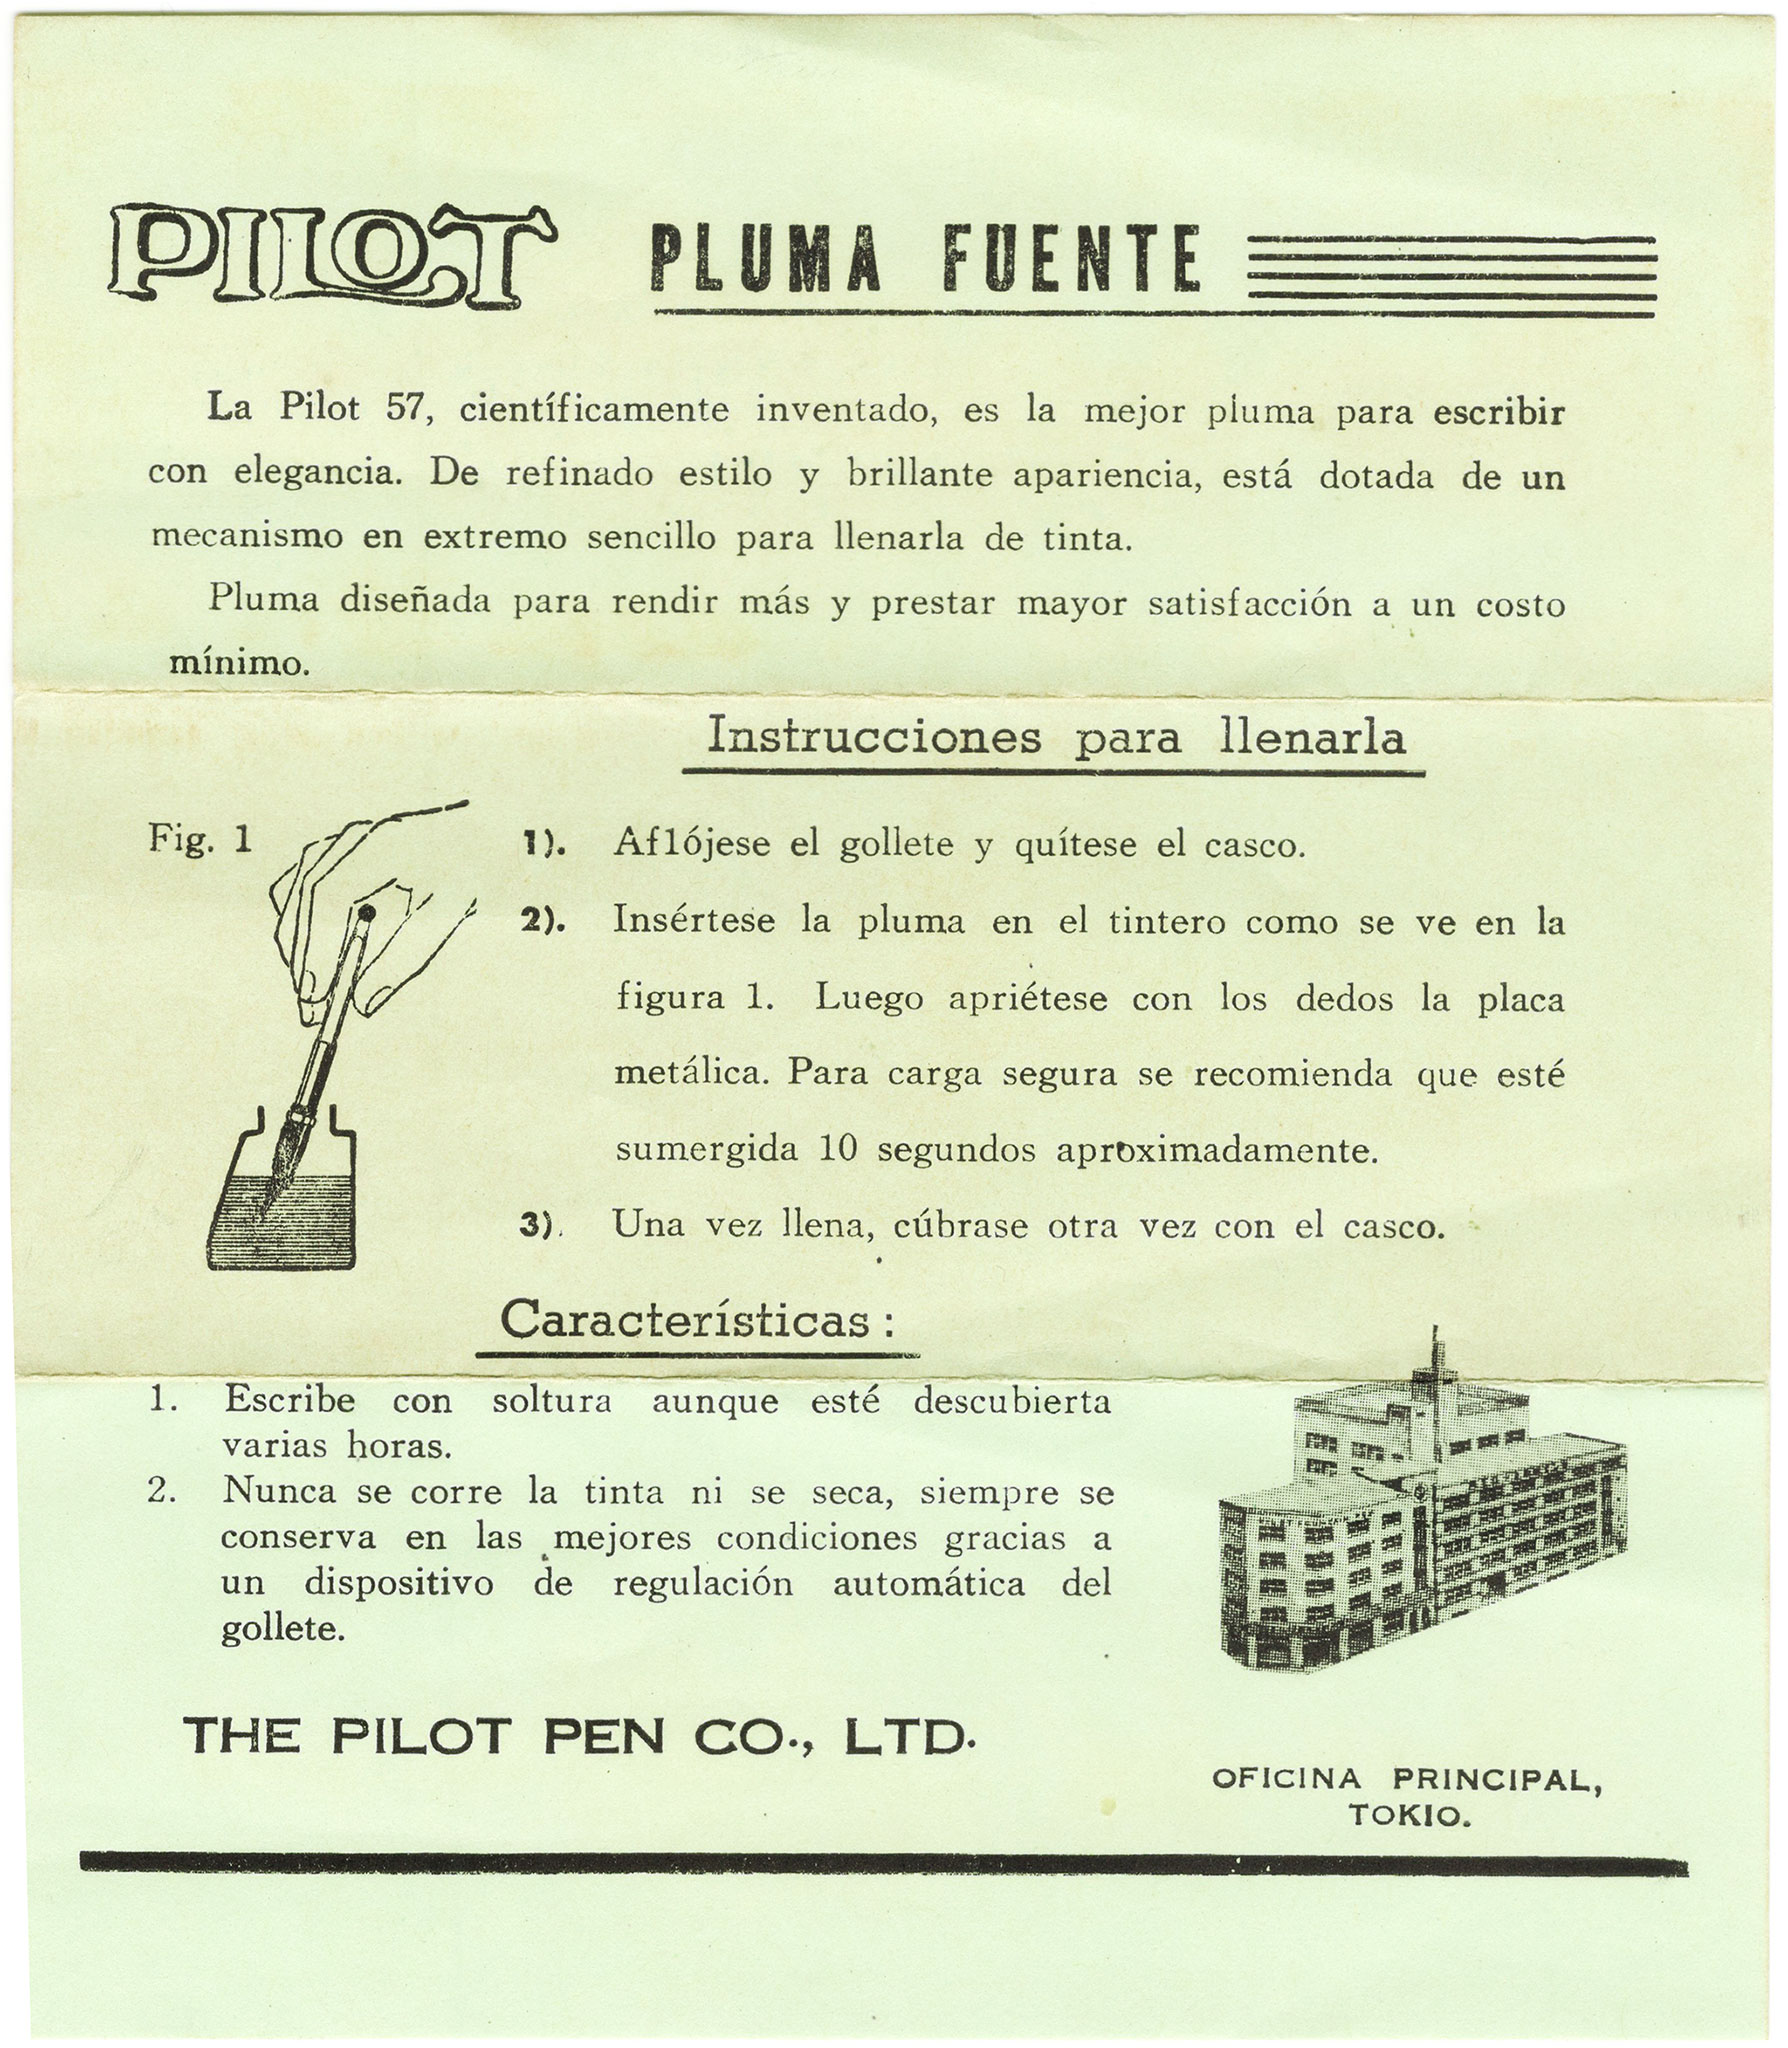 PILOT PLUMA FUENTE
La Pilot 57, científicamente inventado, es la mejor pluma para escribir
con elegancia. De refinado estilo y brillante apariencia, está dotada de un
mecanismo en extremo sencillo para llenarla de tinta.
Pluma diseñada para rendir más y prestar mayor satisfacción a un costo
mínimo.
Instrucciones para llenarla
Fig. 1
1). Aflójese el gollete y quítese el casco.
2). Insértese la pluma en el tintero como se ve en la
figura 1. Luego apriétese con los dedos la placa
metálica. Para carga segura se recomienda que esté
sumergida 10 segundos aproximadamente.
3). Una vez llena, cúbrase otra vez con el casco.
Características :
1. Escribe con soltura aunque esté descubierta
varias horas.
2. Nunca se corre la tinta ni se seca, siempre se
conserva en las mejores condiciones gracias a
un dispositivo de regulación automática del
gollete.
THE PILOT PEN CO., LTD.
OFICINA PRINCIPAL,
TOKIO.